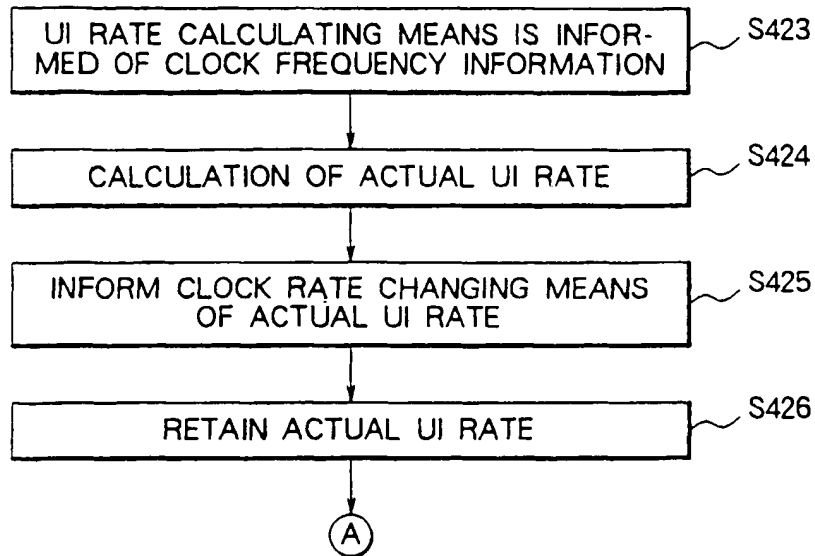 UI RATE CALCULATING MEANS IS INFOR-
MED OF CLOCK FREQUENCY INFORMATION
S423
CALCULATION OF ACTUAL UI RATE
S424
INFORM CLOCK RATE CHANGING MEANS
OF ACTUAL UI RATE
S425
RETAIN ACTUAL UI RATE
S426
A